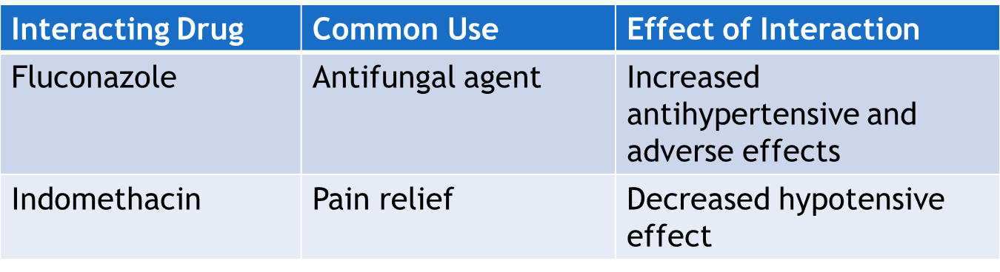 Interacting Drug Common Use Effect of Interaction
Fluconazole Antifungal agent Increased
antihypertensive and
adverse effects
Indomethacin Pain relief Decreased hypotensive
effect